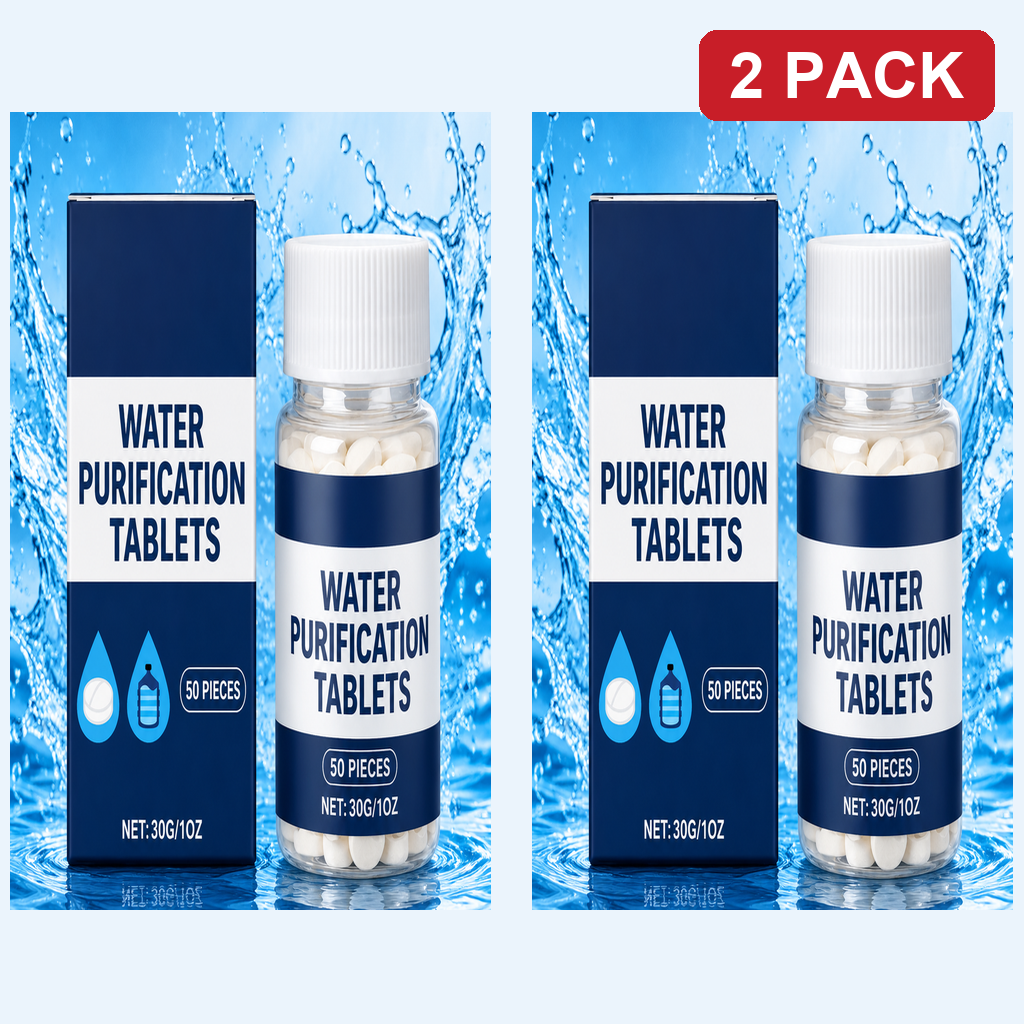 2 PACK
WATER
PURIFICATION
TABLETS
50 PIECES
NET: 30G/1OZ
WATER
PURIFICATION
TABLETS
50 PIECES
NET: 30G/1OZ
WATER
PURIFICATION
TABLETS
50 PIECES
NET: 30G/1OZ
WATER
PURIFICATION
TABLETS
50 PIECES
NET: 30G/1OZ